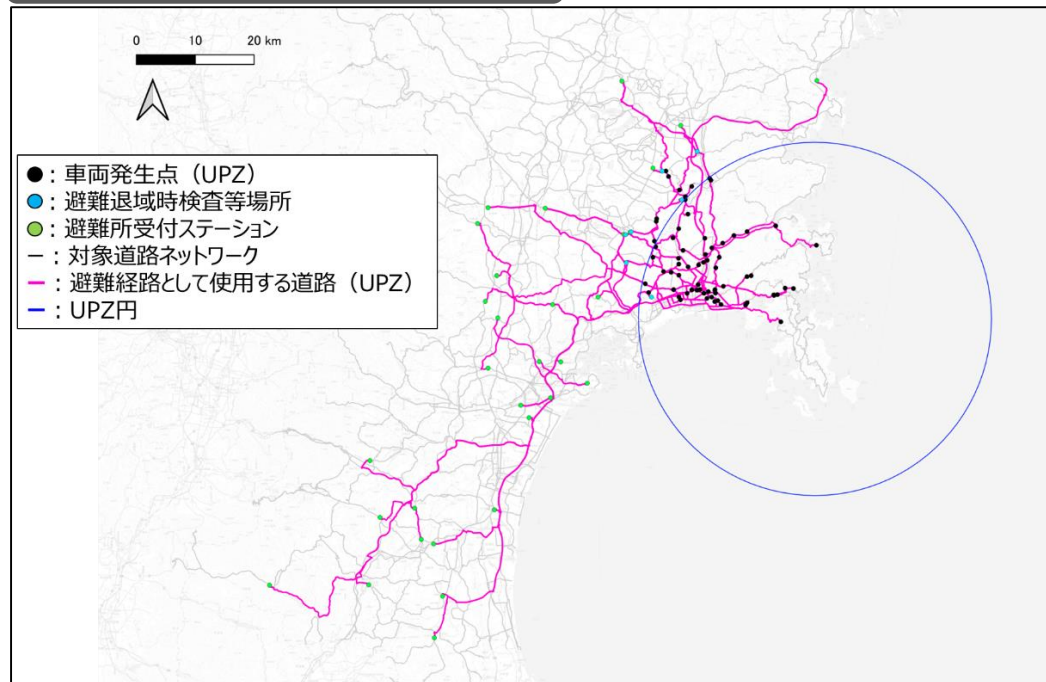 0 10 20 km
●：車両発生点（UPZ）
●：避難退域時検査等場所
●：避難所受付ステーション
ー：対象道路ネットワーク
ー：避難経路として使用する道路（UPZ）
ー：UPZ円